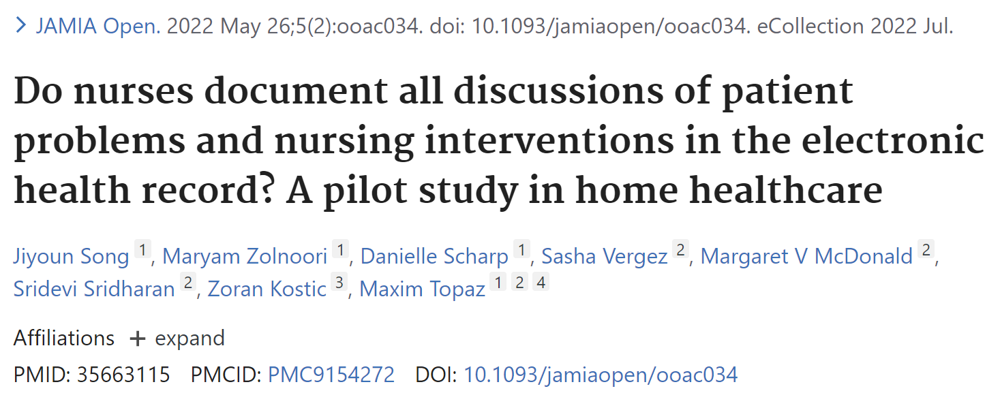 > JAMIA Open. 2022 May 26;5(2):ooac034. doi: 10.1093/jamiaopen/ooac034. eCollection 2022 Jul.
Do nurses document all discussions of patient
problems and nursing interventions in the electronic
health record? A pilot study in home healthcare
Jiyoun Song 1, Maryam Zolnoori 1, Danielle Scharp 1, Sasha Vergez 2, Margaret V McDonald 2,
Sridevi Sridharan 2, Zoran Kostic 3, Maxim Topaz 1 2 4
Affiliations + expand
PMID: 35663115 PMCID: PMC9154272 DOI: 10.1093/jamiaopen/ooac034